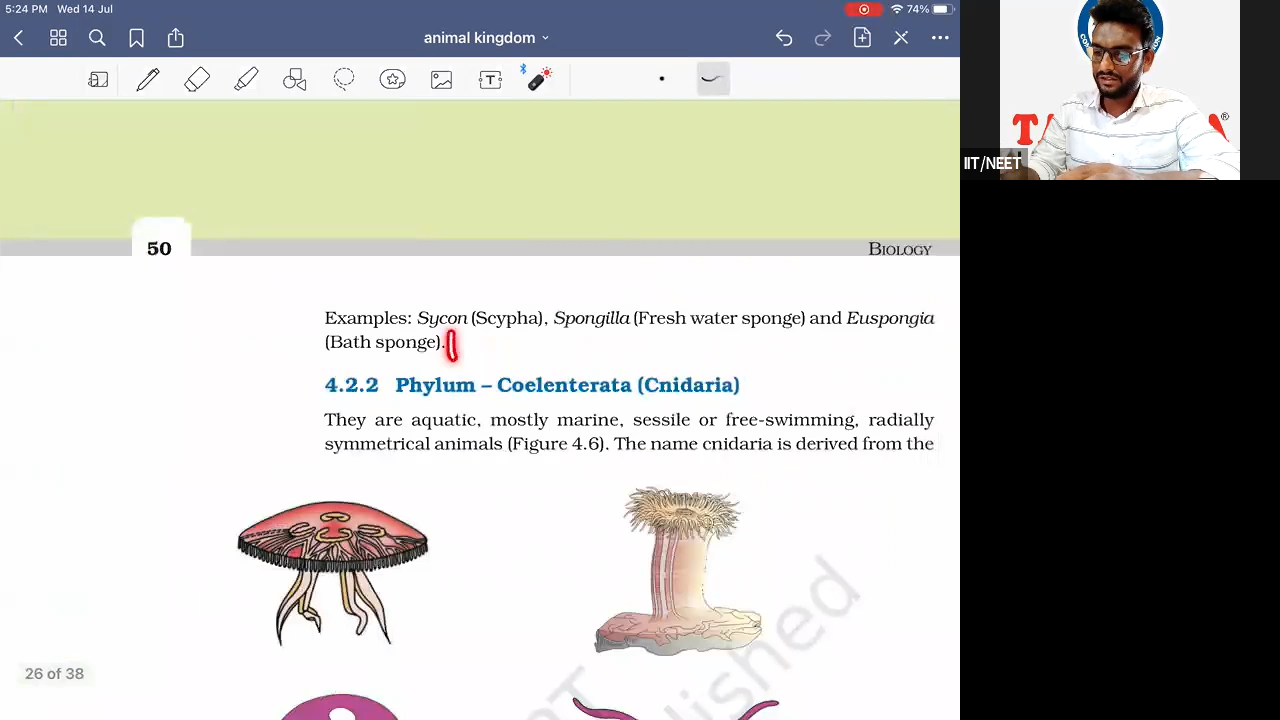 5:24 PM Wed 14 Jul
74%
animal kingdom
T
50
BIOLOGY
Examples: Sycon (Scypha), Spongilla (Fresh water sponge) and Euspongia
(Bath sponge).
4.2.2 Phylum – Coelenterata (Cnidaria)
They are aquatic, mostly marine, sessile or free-swimming, radially
symmetrical animals (Figure 4.6). The name cnidaria is derived from the
26 of 38
IIT/NEET